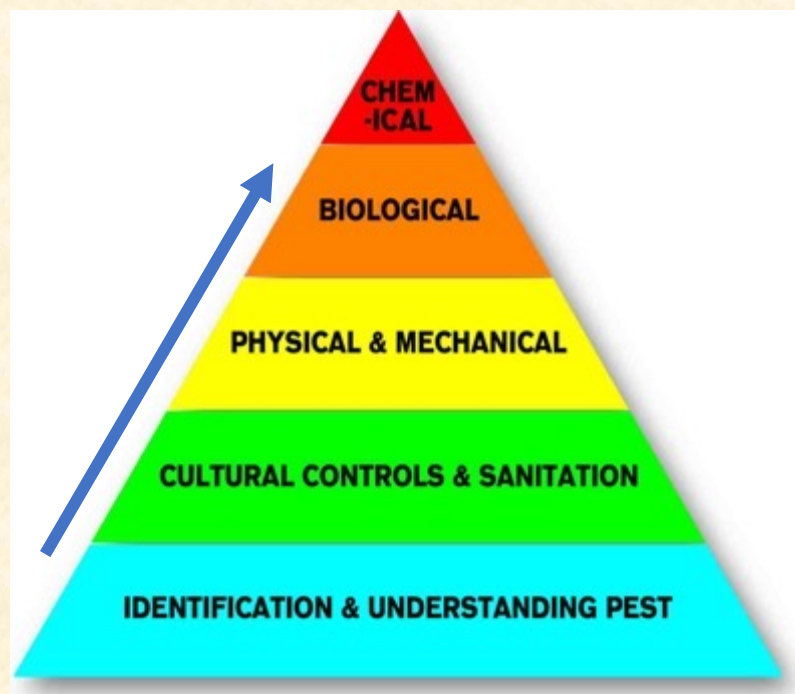 CHEM
-ICAL
BIOLOGICAL
PHYSICAL & MECHANICAL
CULTURAL CONTROLS & SANITATION
IDENTIFICATION & UNDERSTANDING PEST